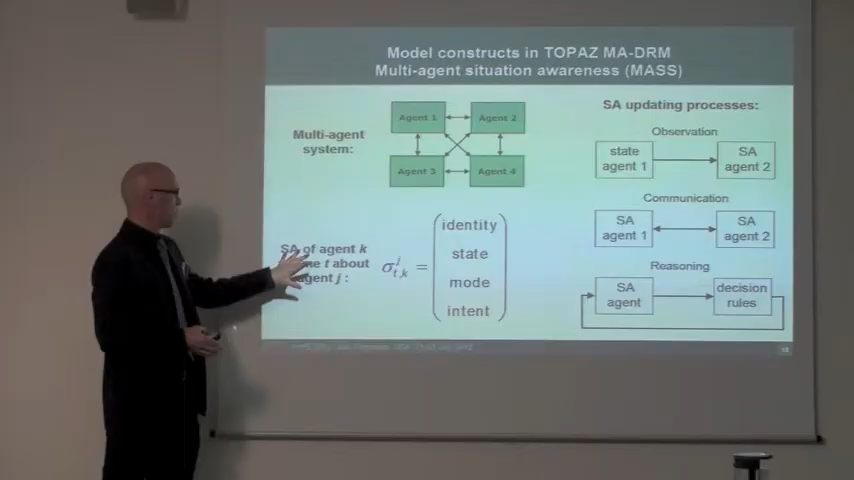 Model constructs in TOPAZ MA-DRM
Multi-agent situation awareness (MASS)
Multi-agent
system:
Agent 1
Agent 2
Agent 3
Agent 4
SA of agent k
t about
agent j :
σ^j_{t,k} =
identity
state
mode
intent
SA updating processes:
Observation
state
agent 1
SA
agent 2
Communication
SA
agent 1
SA
agent 2
Reasoning
SA
agent
decision
rules